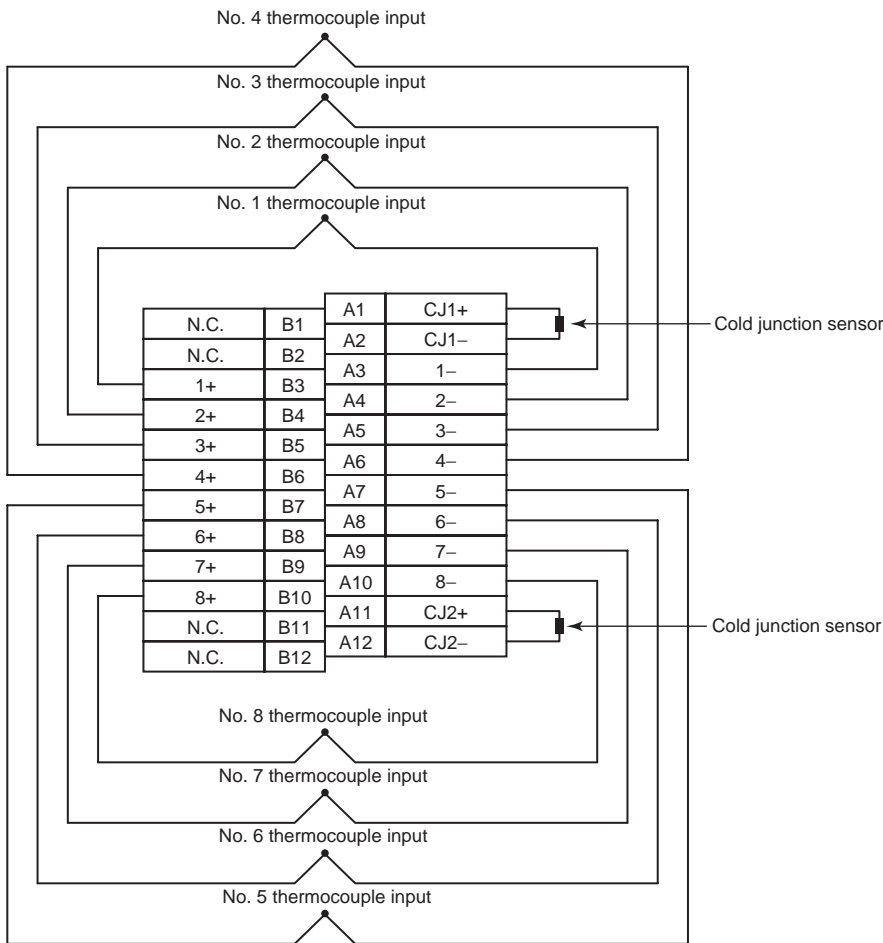 No. 4 thermocouple input
No. 3 thermocouple input
No. 2 thermocouple input
No. 1 thermocouple input
A1 CJ1+
N.C. B1
A2 CJ1−
Cold junction sensor
N.C. B2
A3 1−
1+ B3
A4 2−
2+ B4
A5 3−
3+ B5
A6 4−
4+ B6
A7 5−
5+ B7
A8 6−
6+ B8
A9 7−
7+ B9
A10 8−
8+ B10
A11 CJ2+
N.C. B11
Cold junction sensor
A12 CJ2−
N.C. B12
No. 8 thermocouple input
No. 7 thermocouple input
No. 6 thermocouple input
No. 5 thermocouple input